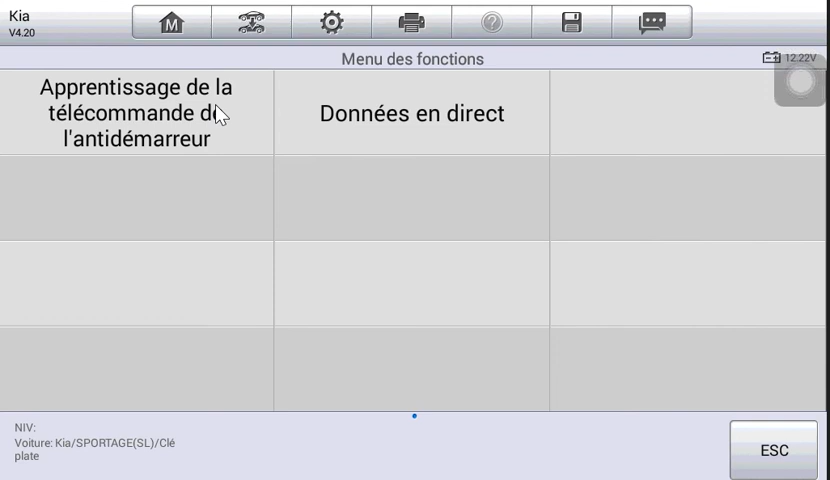 Kia
V4.20
M
?
Menu des fonctions
12.22V
Apprentissage de la
télécommande de
l'antidémarreur
Données en direct
NIV:
Voiture: Kia/SPORTAGE(SL)/Clé
plate
ESC